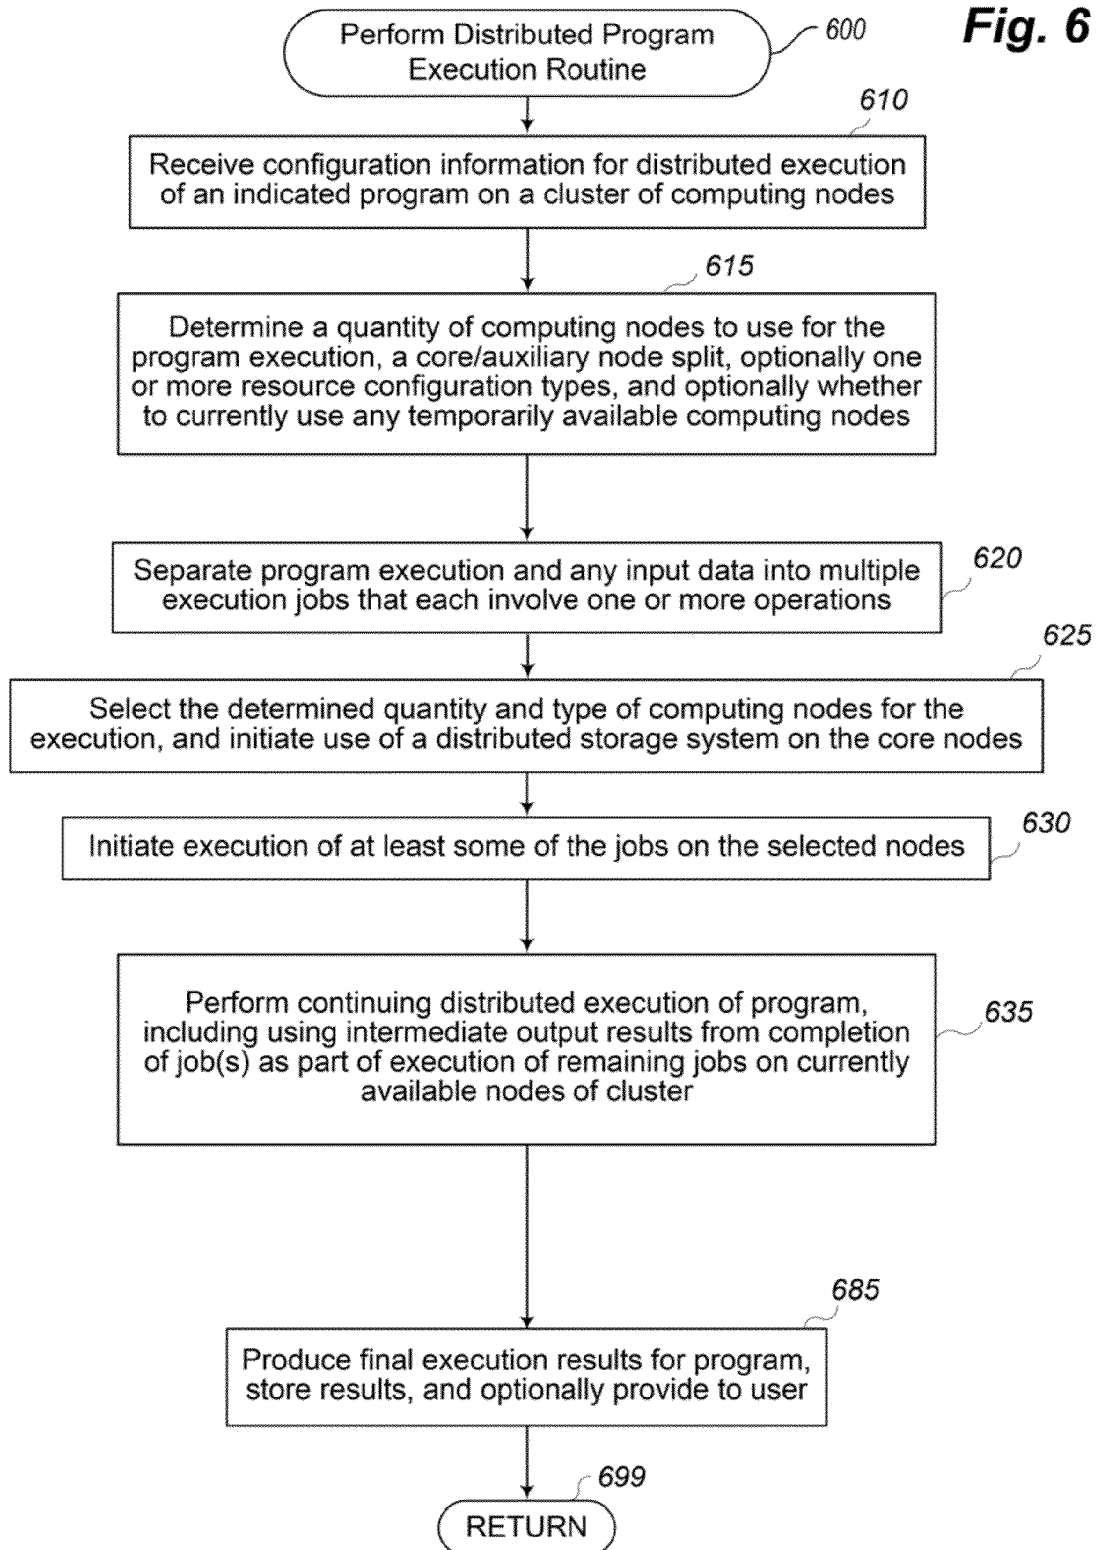 Fig. 6
Perform Distributed Program
Execution Routine
600
610
Receive configuration information for distributed execution
of an indicated program on a cluster of computing nodes
615
Determine a quantity of computing nodes to use for the
program execution, a core/auxiliary node split, optionally one
or more resource configuration types, and optionally whether
to currently use any temporarily available computing nodes
620
Separate program execution and any input data into multiple
execution jobs that each involve one or more operations
625
Select the determined quantity and type of computing nodes for the
execution, and initiate use of a distributed storage system on the core nodes
630
Initiate execution of at least some of the jobs on the selected nodes
635
Perform continuing distributed execution of program,
including using intermediate output results from completion
of job(s) as part of execution of remaining jobs on currently
available nodes of cluster
685
Produce final execution results for program,
store results, and optionally provide to user
699
RETURN